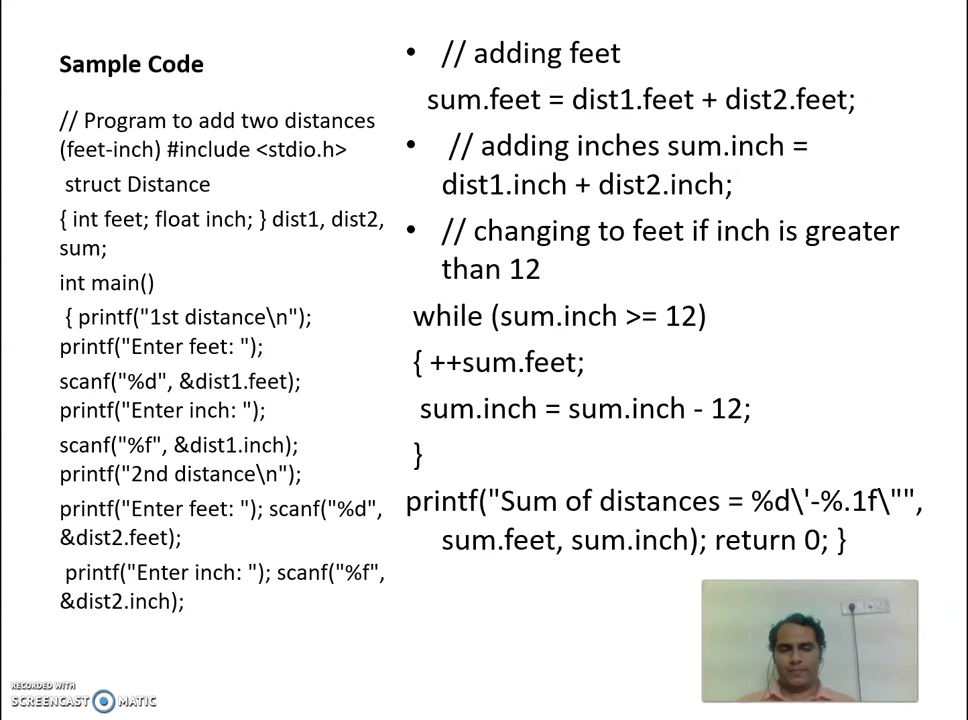 Sample Code
// Program to add two distances
(feet-inch) #include <stdio.h>
struct Distance
{ int feet; float inch; } dist1, dist2,
sum;
int main()
{ printf("1st distance\n");
printf("Enter feet: ");
scanf("%d", &dist1.feet);
printf("Enter inch: ");
scanf("%f", &dist1.inch);
printf("2nd distance\n");
printf("Enter feet: "); scanf("%d",
&dist2.feet);
printf("Enter inch: "); scanf("%f",
&dist2.inch);
• // adding feet
sum.feet = dist1.feet + dist2.feet;
• // adding inches sum.inch =
dist1.inch + dist2.inch;
• // changing to feet if inch is greater
than 12
while (sum.inch >= 12)
{ ++sum.feet;
sum.inch = sum.inch - 12;
}
printf("Sum of distances = %d\'-%.1f\"",
sum.feet, sum.inch); return 0; }
RECORDED WITH
SCREENCAST MATIC